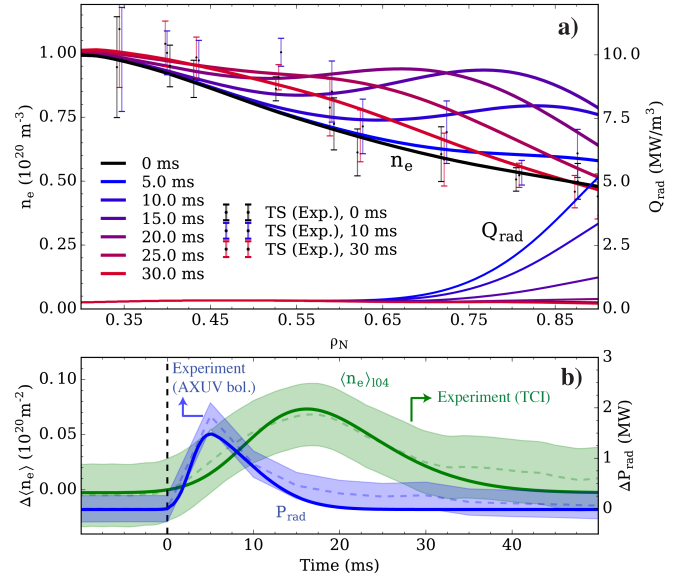 a)
1.00
0.75
0.50
0.25
0.00
n_e (10^20 m^-3)
10.0
7.5
5.0
2.5
0.0
Q_rad (MW/m^3)
n_e
Q_rad
0 ms
5.0 ms
10.0 ms
15.0 ms
20.0 ms
25.0 ms
30.0 ms
TS (Exp.), 0 ms
TS (Exp.), 10 ms
TS (Exp.), 30 ms
0.35 0.45 0.55 0.65 0.75 0.85
ρ_N
b)
0.10
0.05
0.00
Δ⟨n_e⟩ (10^20 m^-2)
3
2
1
0
ΔP_rad (MW)
Experiment
(AXUV bol.)
⟨n_e⟩_104
Experiment (TCI)
P_rad
0 10 20 30 40
Time (ms)